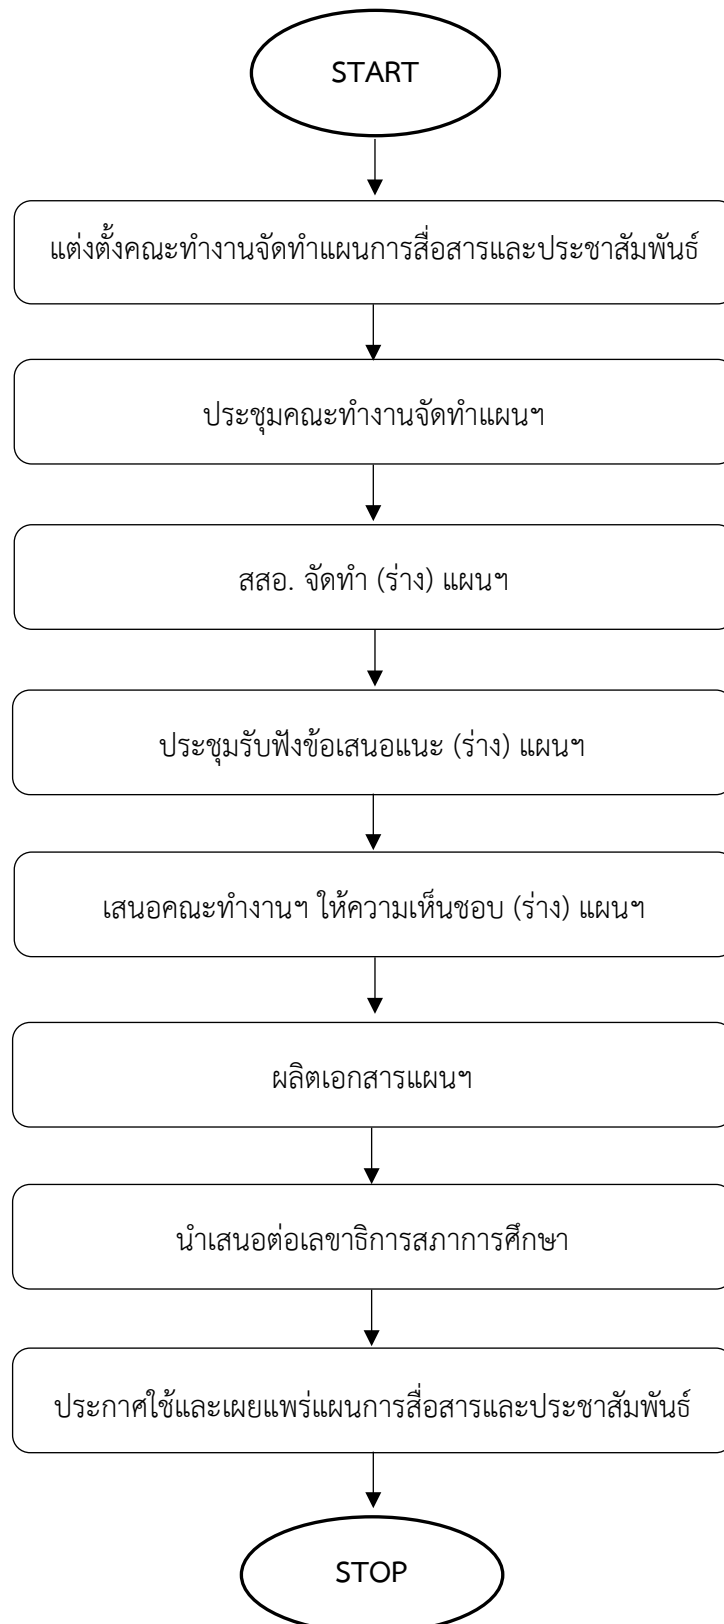 START
แต่งตั้งคณะทำงานจัดทำแผนการสื่อสารและประชาสัมพันธ์
ประชุมคณะทำงานจัดทำแผนฯ
สสอ. จัดทำ (ร่าง) แผนฯ
ประชุมรับฟังข้อเสนอแนะ (ร่าง) แผนฯ
เสนอคณะทำงานฯ ให้ความเห็นชอบ (ร่าง) แผนฯ
ผลิตเอกสารแผนฯ
นำเสนอต่อเลขาธิการสภาการศึกษา
ประกาศใช้และเผยแพร่แผนการสื่อสารและประชาสัมพันธ์
STOP